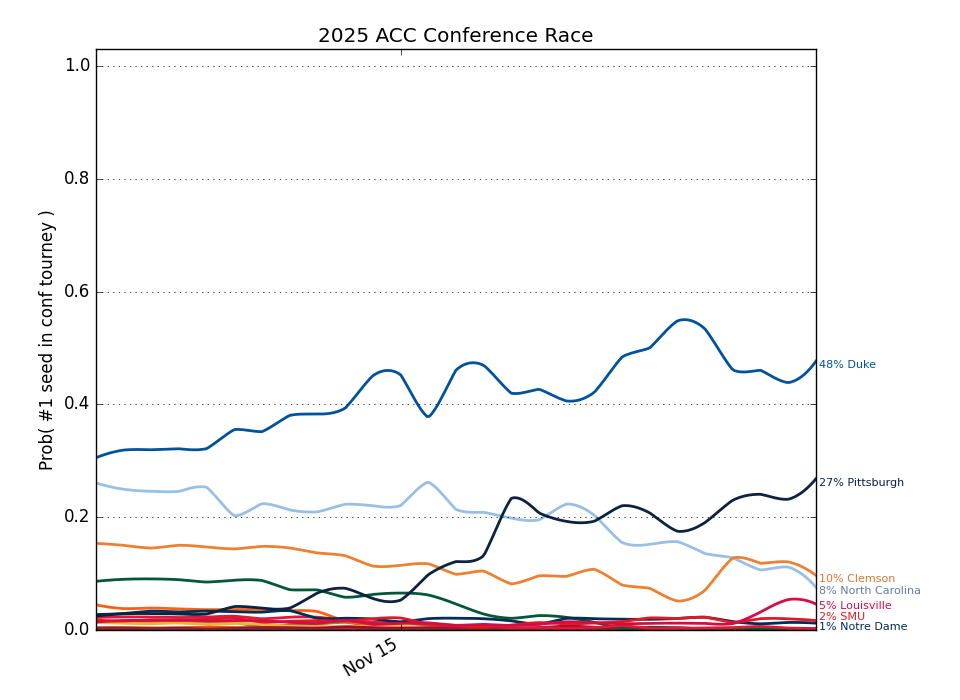 2025 ACC Conference Race
Prob( #1 seed in conf tourney )
1.0
0.8
0.6
0.4
0.2
0.0
Nov 15
48% Duke
27% Pittsburgh
10% Clemson
8% North Carolina
5% Louisville
2% SMU
1% Notre Dame